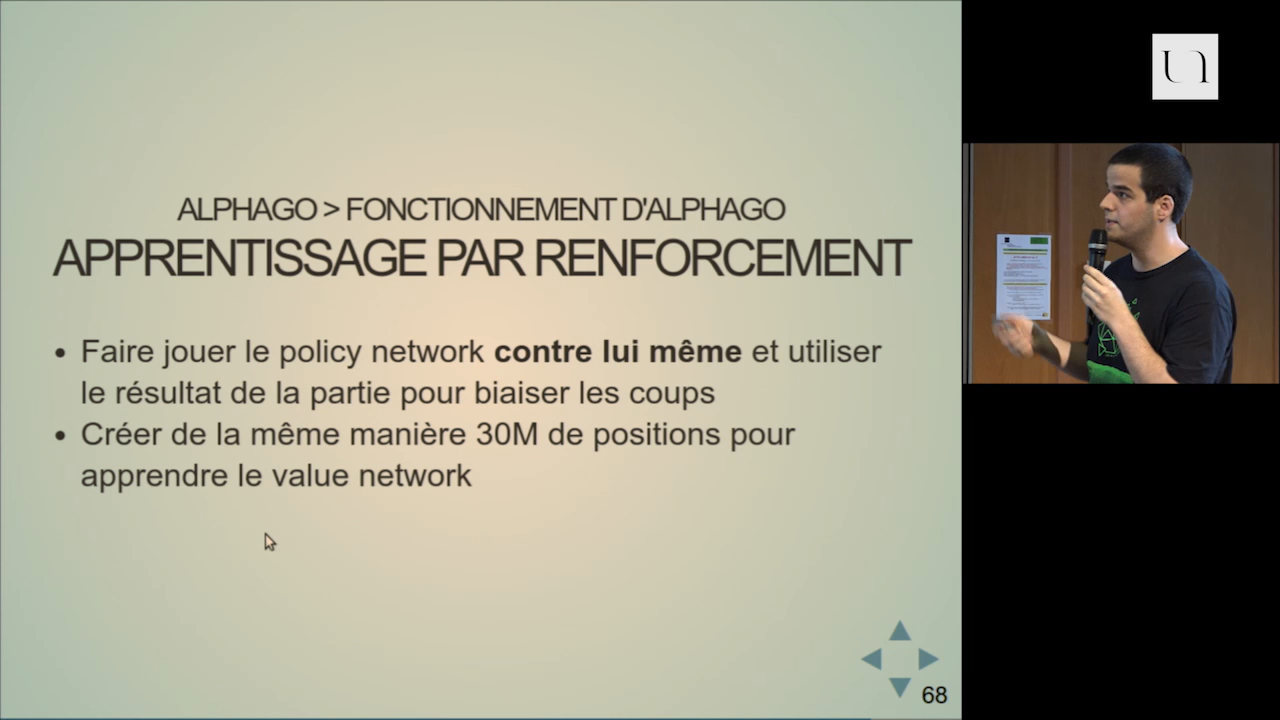 ALPHAGO > FONCTIONNEMENT D'ALPHAGO
APPRENTISSAGE PAR RENFORCEMENT
• Faire jouer le policy network contre lui même et utiliser
le résultat de la partie pour biaiser les coups
• Créer de la même manière 30M de positions pour
apprendre le value network
68